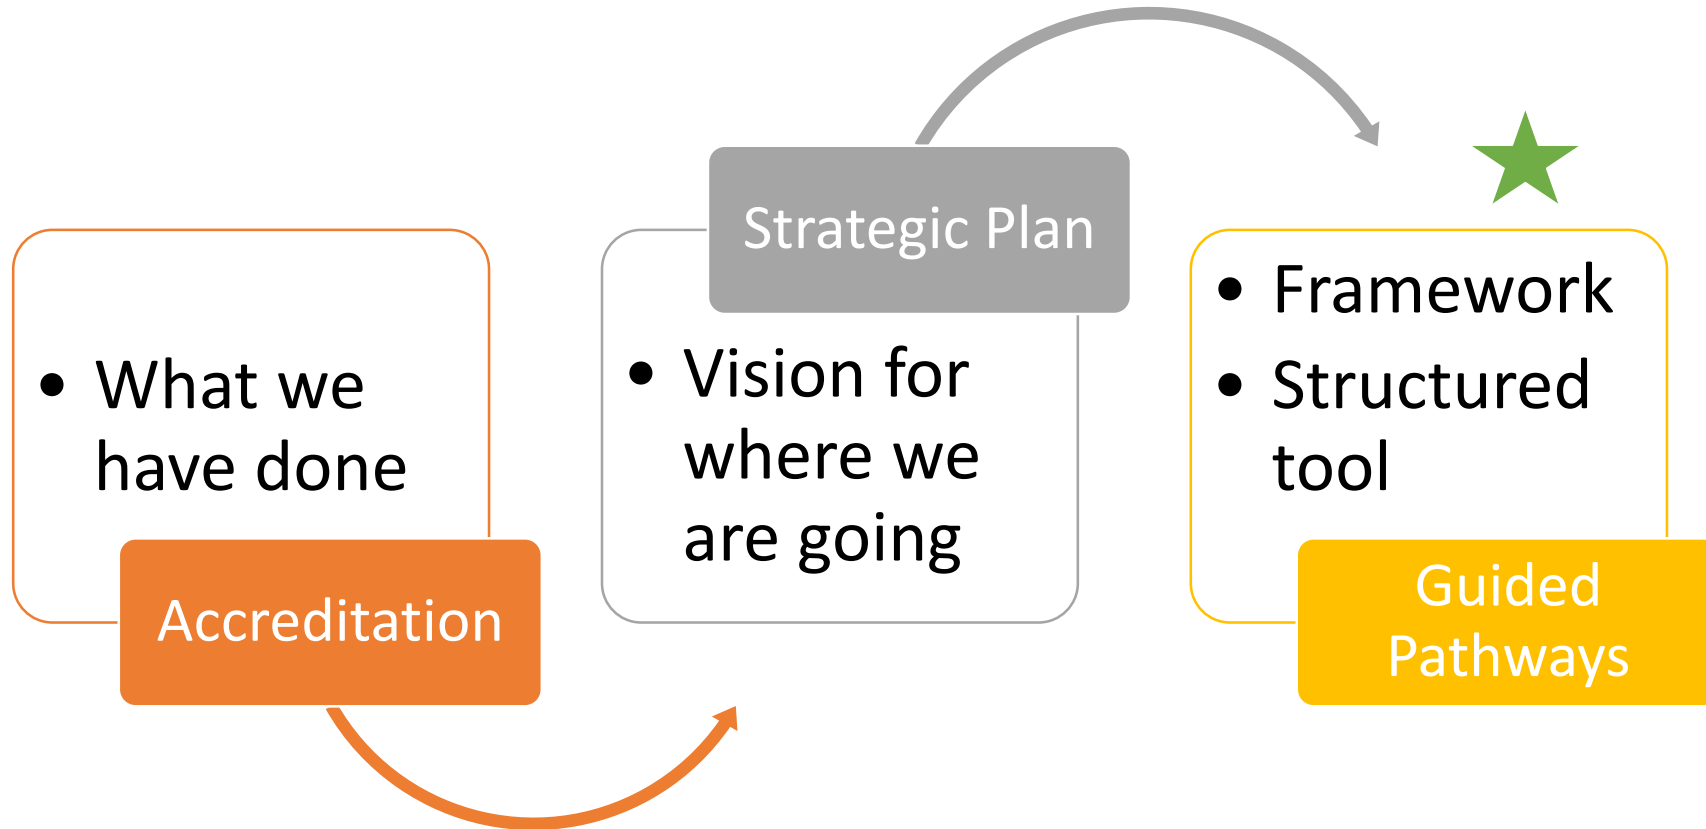 • What we
have done
Accreditation
Strategic Plan
• Vision for
where we
are going
• Framework
• Structured
tool
Guided
Pathways